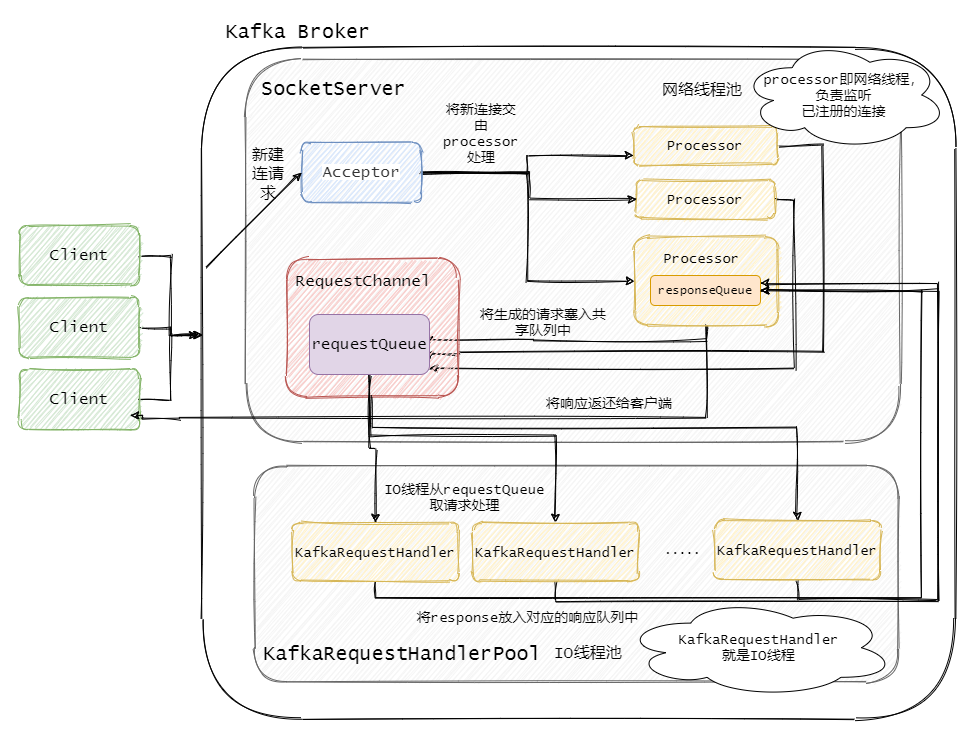 Kafka Broker
SocketServer
网络线程池
processor即网络线程，
负责监听
已注册的连接
将新连接交
由
processor
处理
新建
连请
求
Acceptor
Processor
Processor
Processor
responseQueue
Client
Client
Client
RequestChannel
requestQueue
将生成的请求塞入共
享队列中
将响应返还给客户端
IO线程从requestQueue
取请求处理
KafkaRequestHandler
KafkaRequestHandler
.....
KafkaRequestHandler
将response放入对应的响应队列中
KafkaRequestHandlerPool
IO线程池
KafkaRequestHandler
就是IO线程